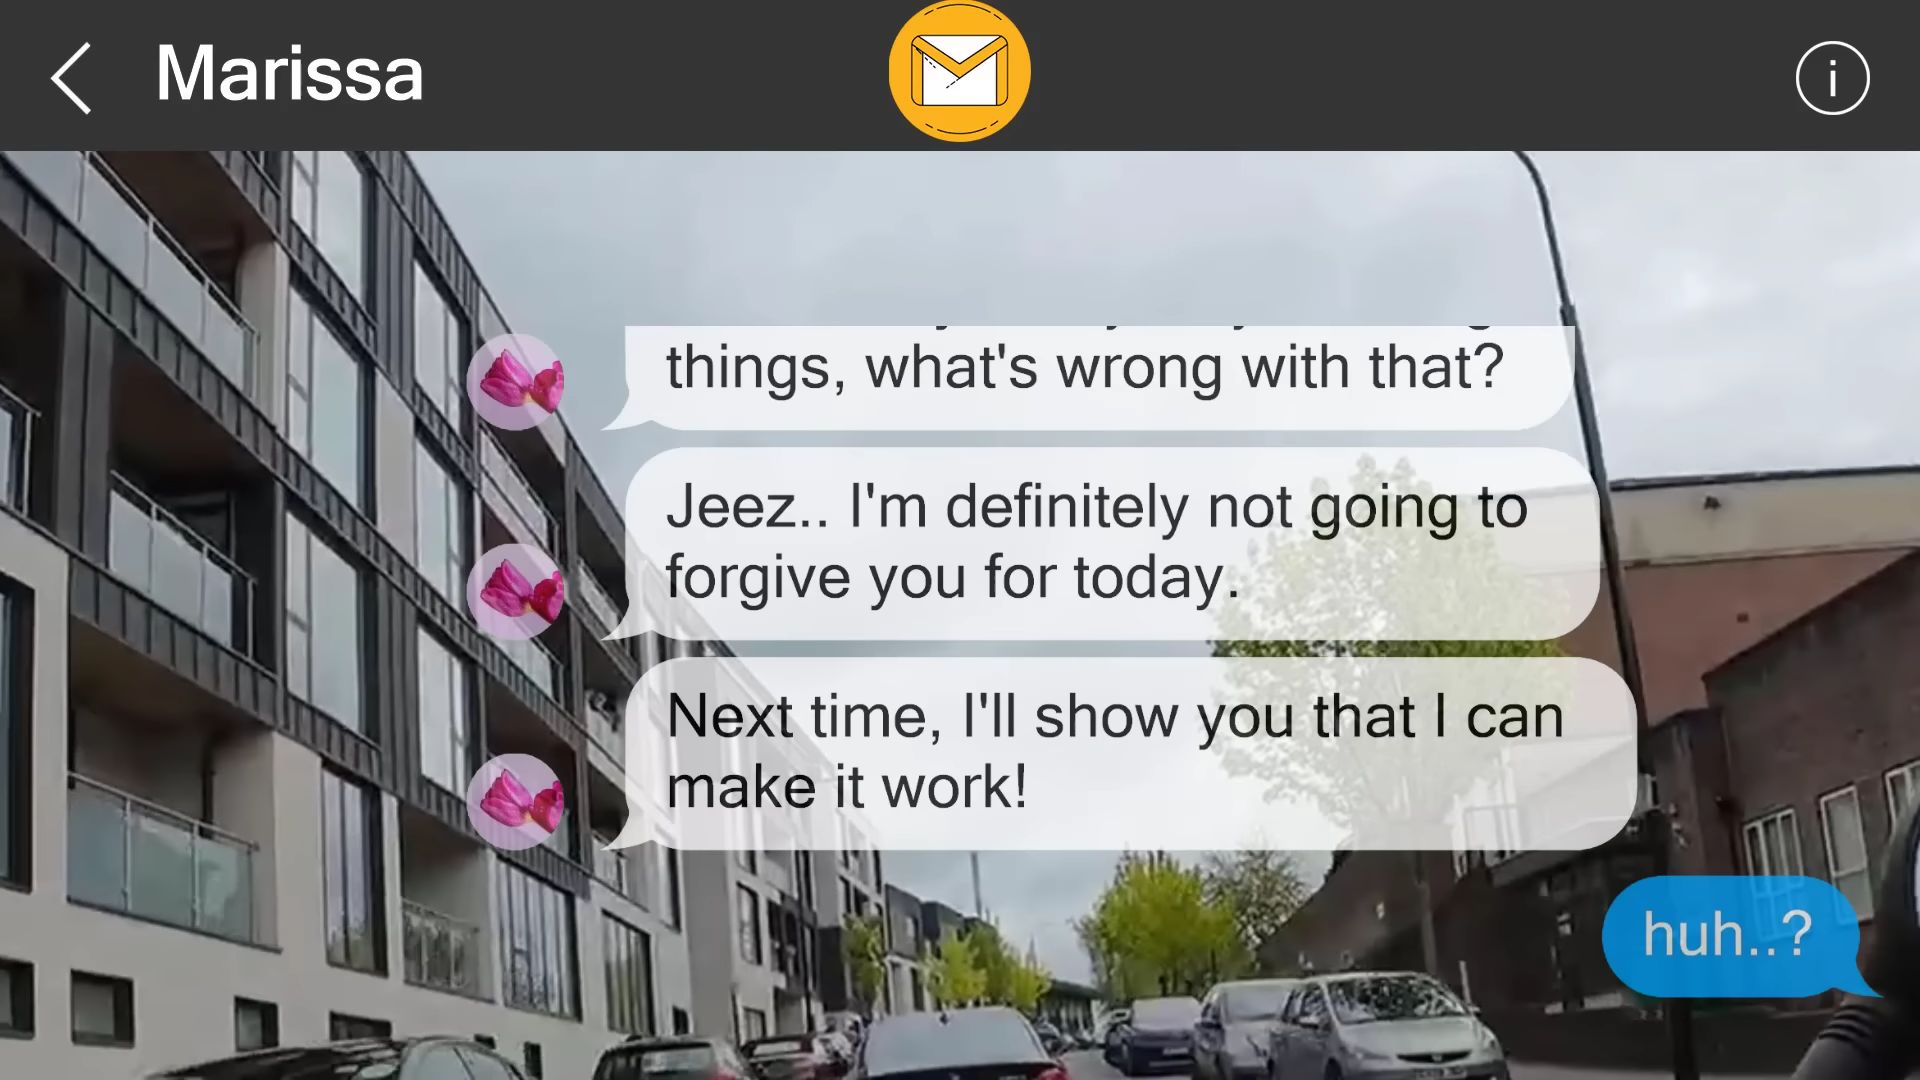 Marissa
things, what's wrong with that?
Jeez.. I'm definitely not going to
forgive you for today.
Next time, I'll show you that I can
make it work!
huh..?